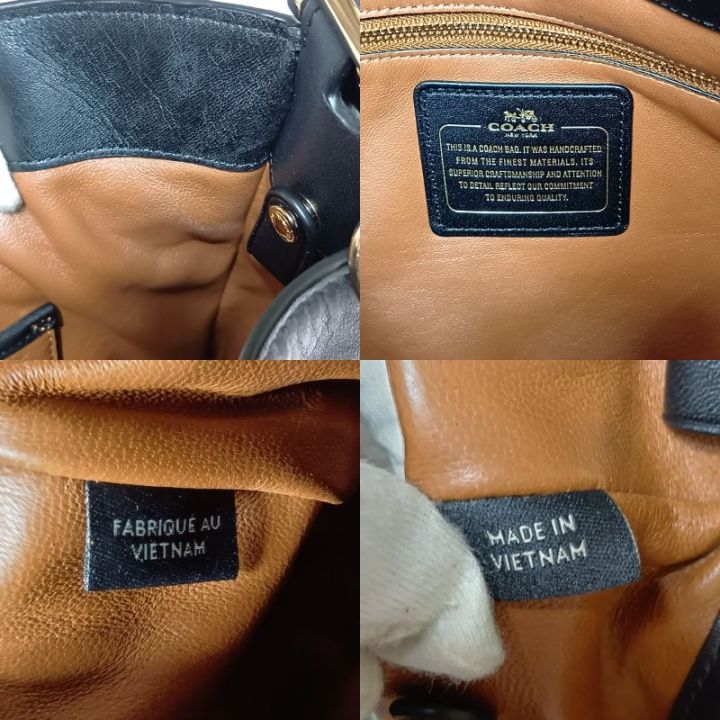 COACH
NEW YORK
THIS IS A COACH BAG. IT WAS HANDCRAFTED
FROM THE FINEST MATERIALS. ITS
SUPERIOR CRAFTSMANSHIP AND ATTENTION
TO DETAIL REFLECT OUR COMMITMENT
TO ENDURING QUALITY.
FABRIQUÉ AU
VIETNAM
MADE IN
VIETNAM